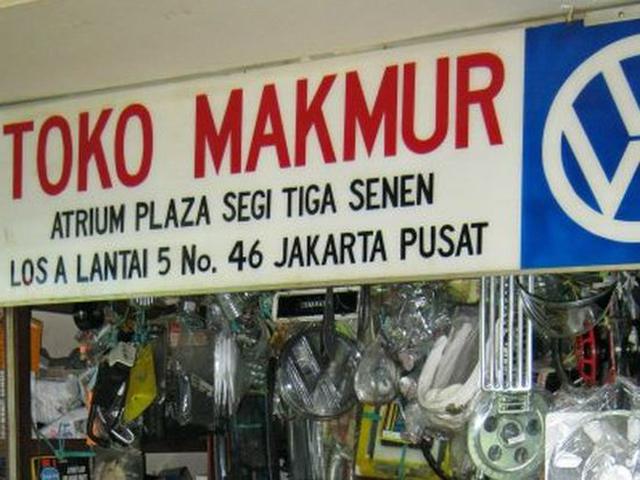 TOKO MAKMUR
ATRIUM PLAZA SEGI TIGA SENEN
LOS A LANTAI 5 No. 46 JAKARTA PUSAT